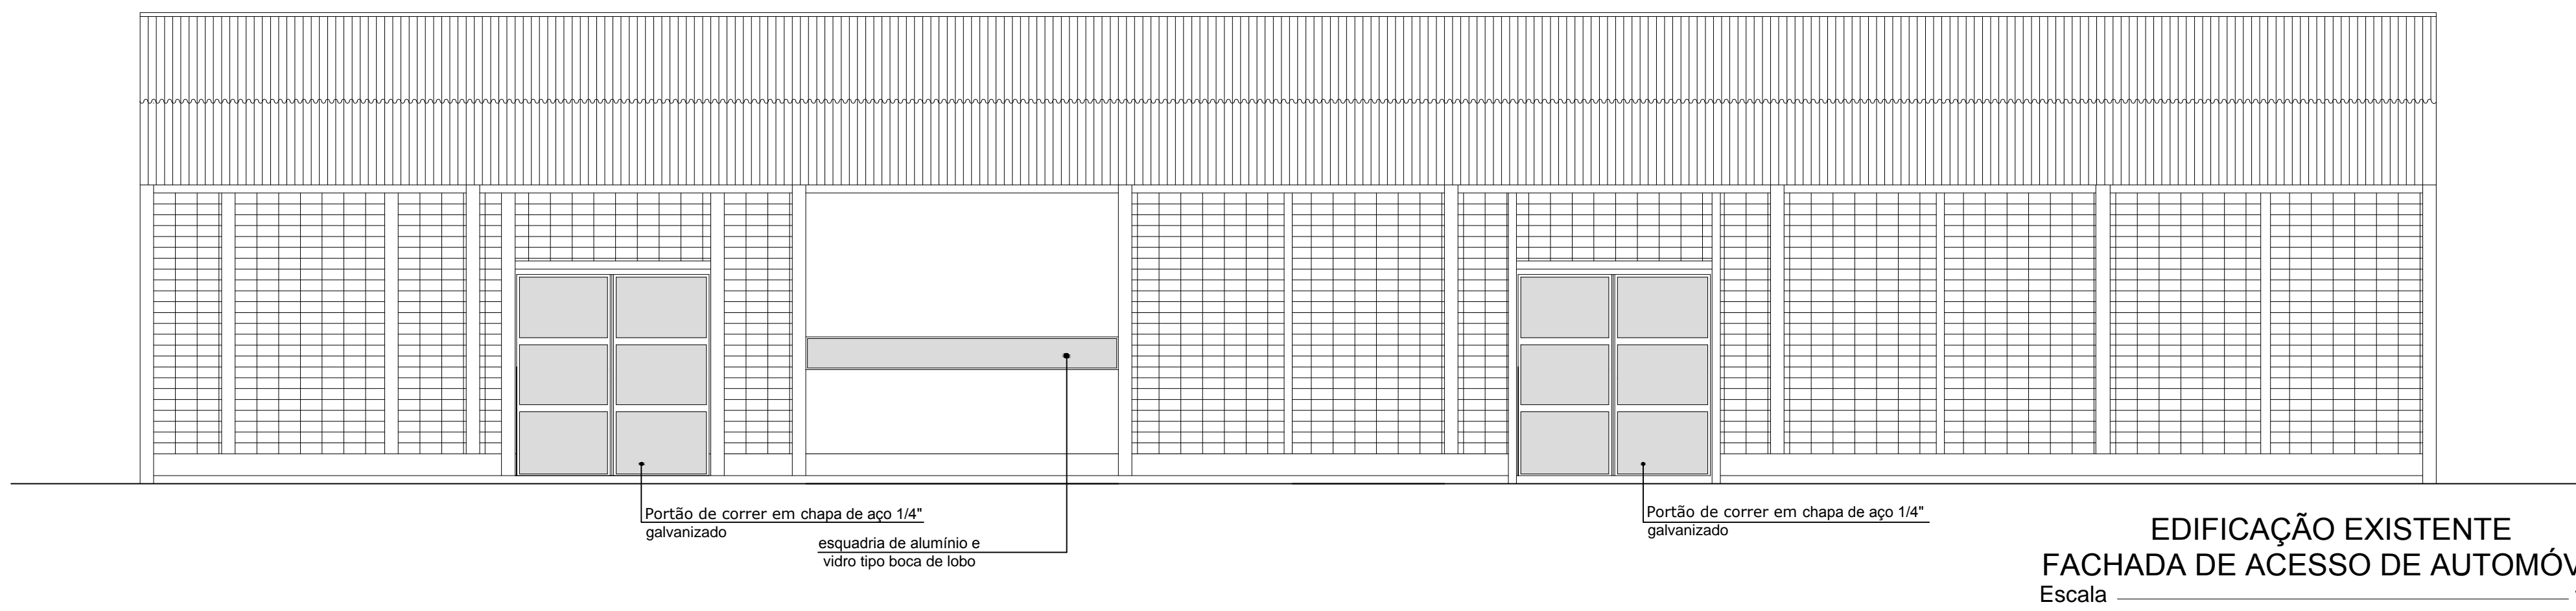 Portão de correr em chapa de aço 1/4"
galvanizado
esquadria de alumínio e
vidro tipo boca de lobo
Portão de correr em chapa de aço 1/4"
galvanizado
EDIFICAÇÃO EXISTENTE
FACHADA DE ACESSO DE
Escala